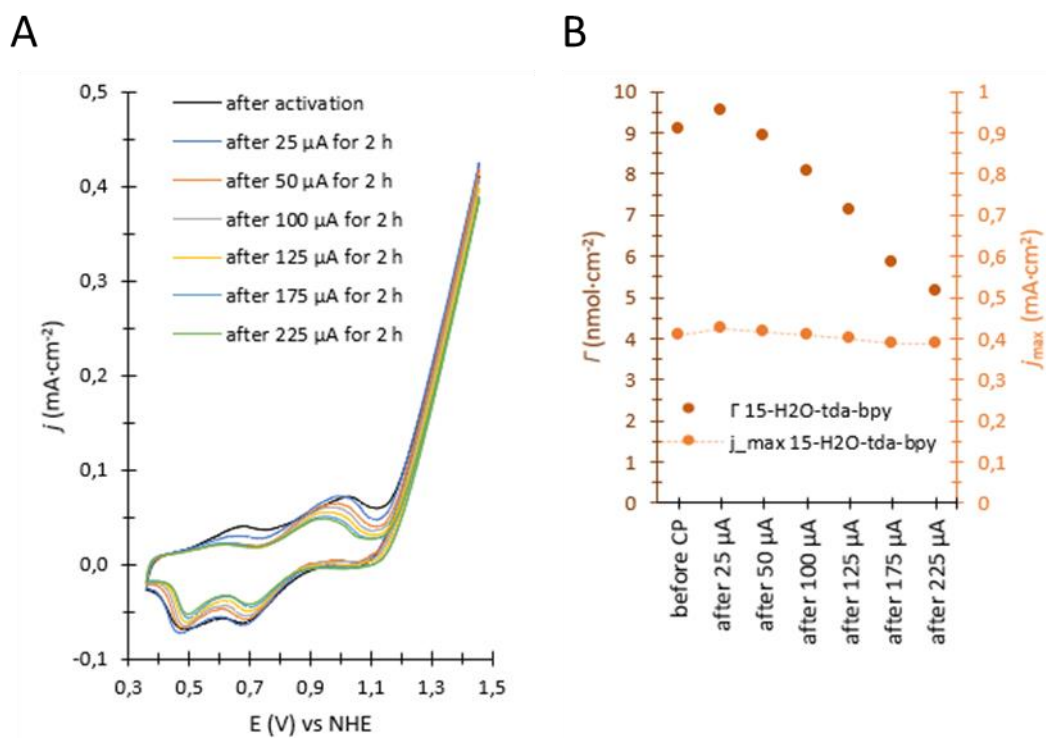 A
B
0,5
0,4
0,3
0,2
0,1
0,0
-0,1
j (mA·cm⁻²)
after activation
after 25 µA for 2 h
after 50 µA for 2 h
after 100 µA for 2 h
after 125 µA for 2 h
after 175 µA for 2 h
after 225 µA for 2 h
0,3 0,5 0,7 0,9 1,1 1,3 1,5
E (V) vs NHE
10
9
8
7
6
5
4
3
2
1
0
Γ (nmol·cm⁻²)
1
0,9
0,8
0,7
0,6
0,5
0,4
0,3
0,2
0,1
0
j_max (mA·cm²)
Γ 15-H2O-tda-bpy
j_max 15-H2O-tda-bpy
before CP
after 25 µA
after 50 µA
after 100 µA
after 125 µA
after 175 µA
after 225 µA